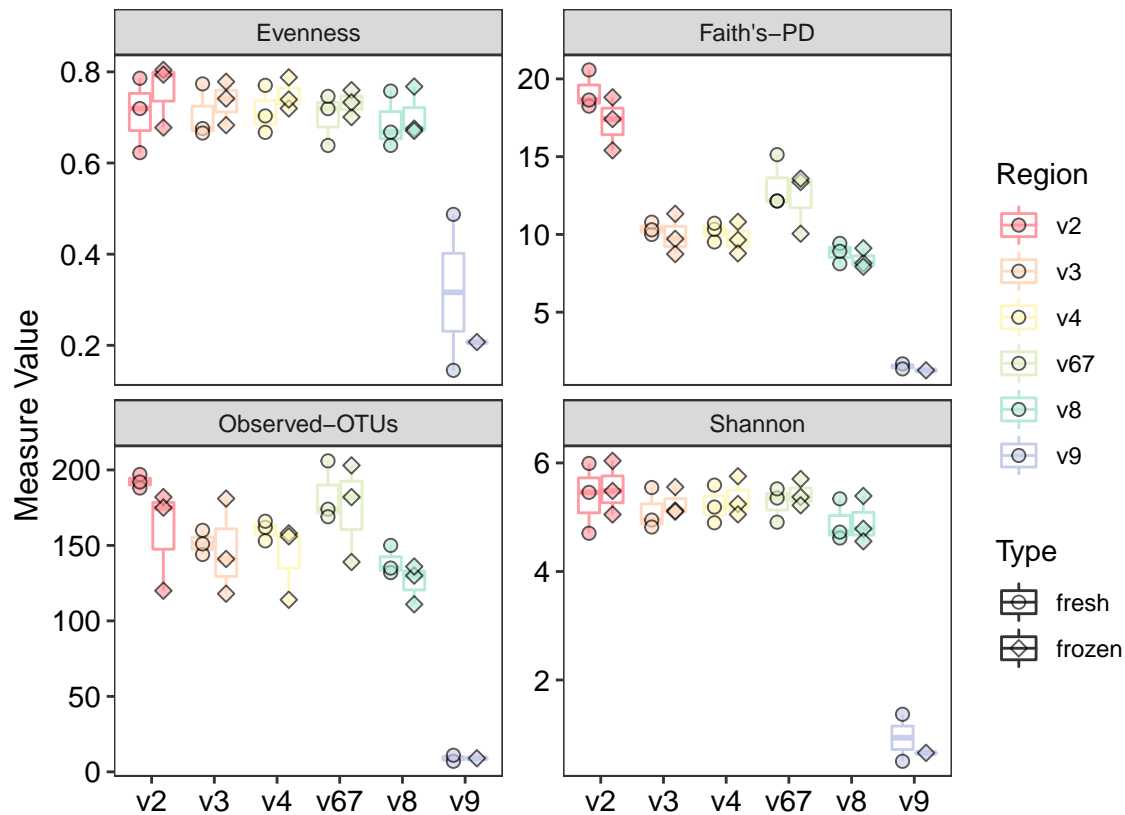 Evenness
Faith's−PD
0.8
0.6
0.4
0.2
20
15
10
5
Measure Value
Observed−OTUs
Shannon
200
150
100
50
0
6
4
2
v2 v3 v4 v67 v8 v9
v2 v3 v4 v67 v8 v9
Region
v2
v3
v4
v67
v8
v9
Type
fresh
frozen